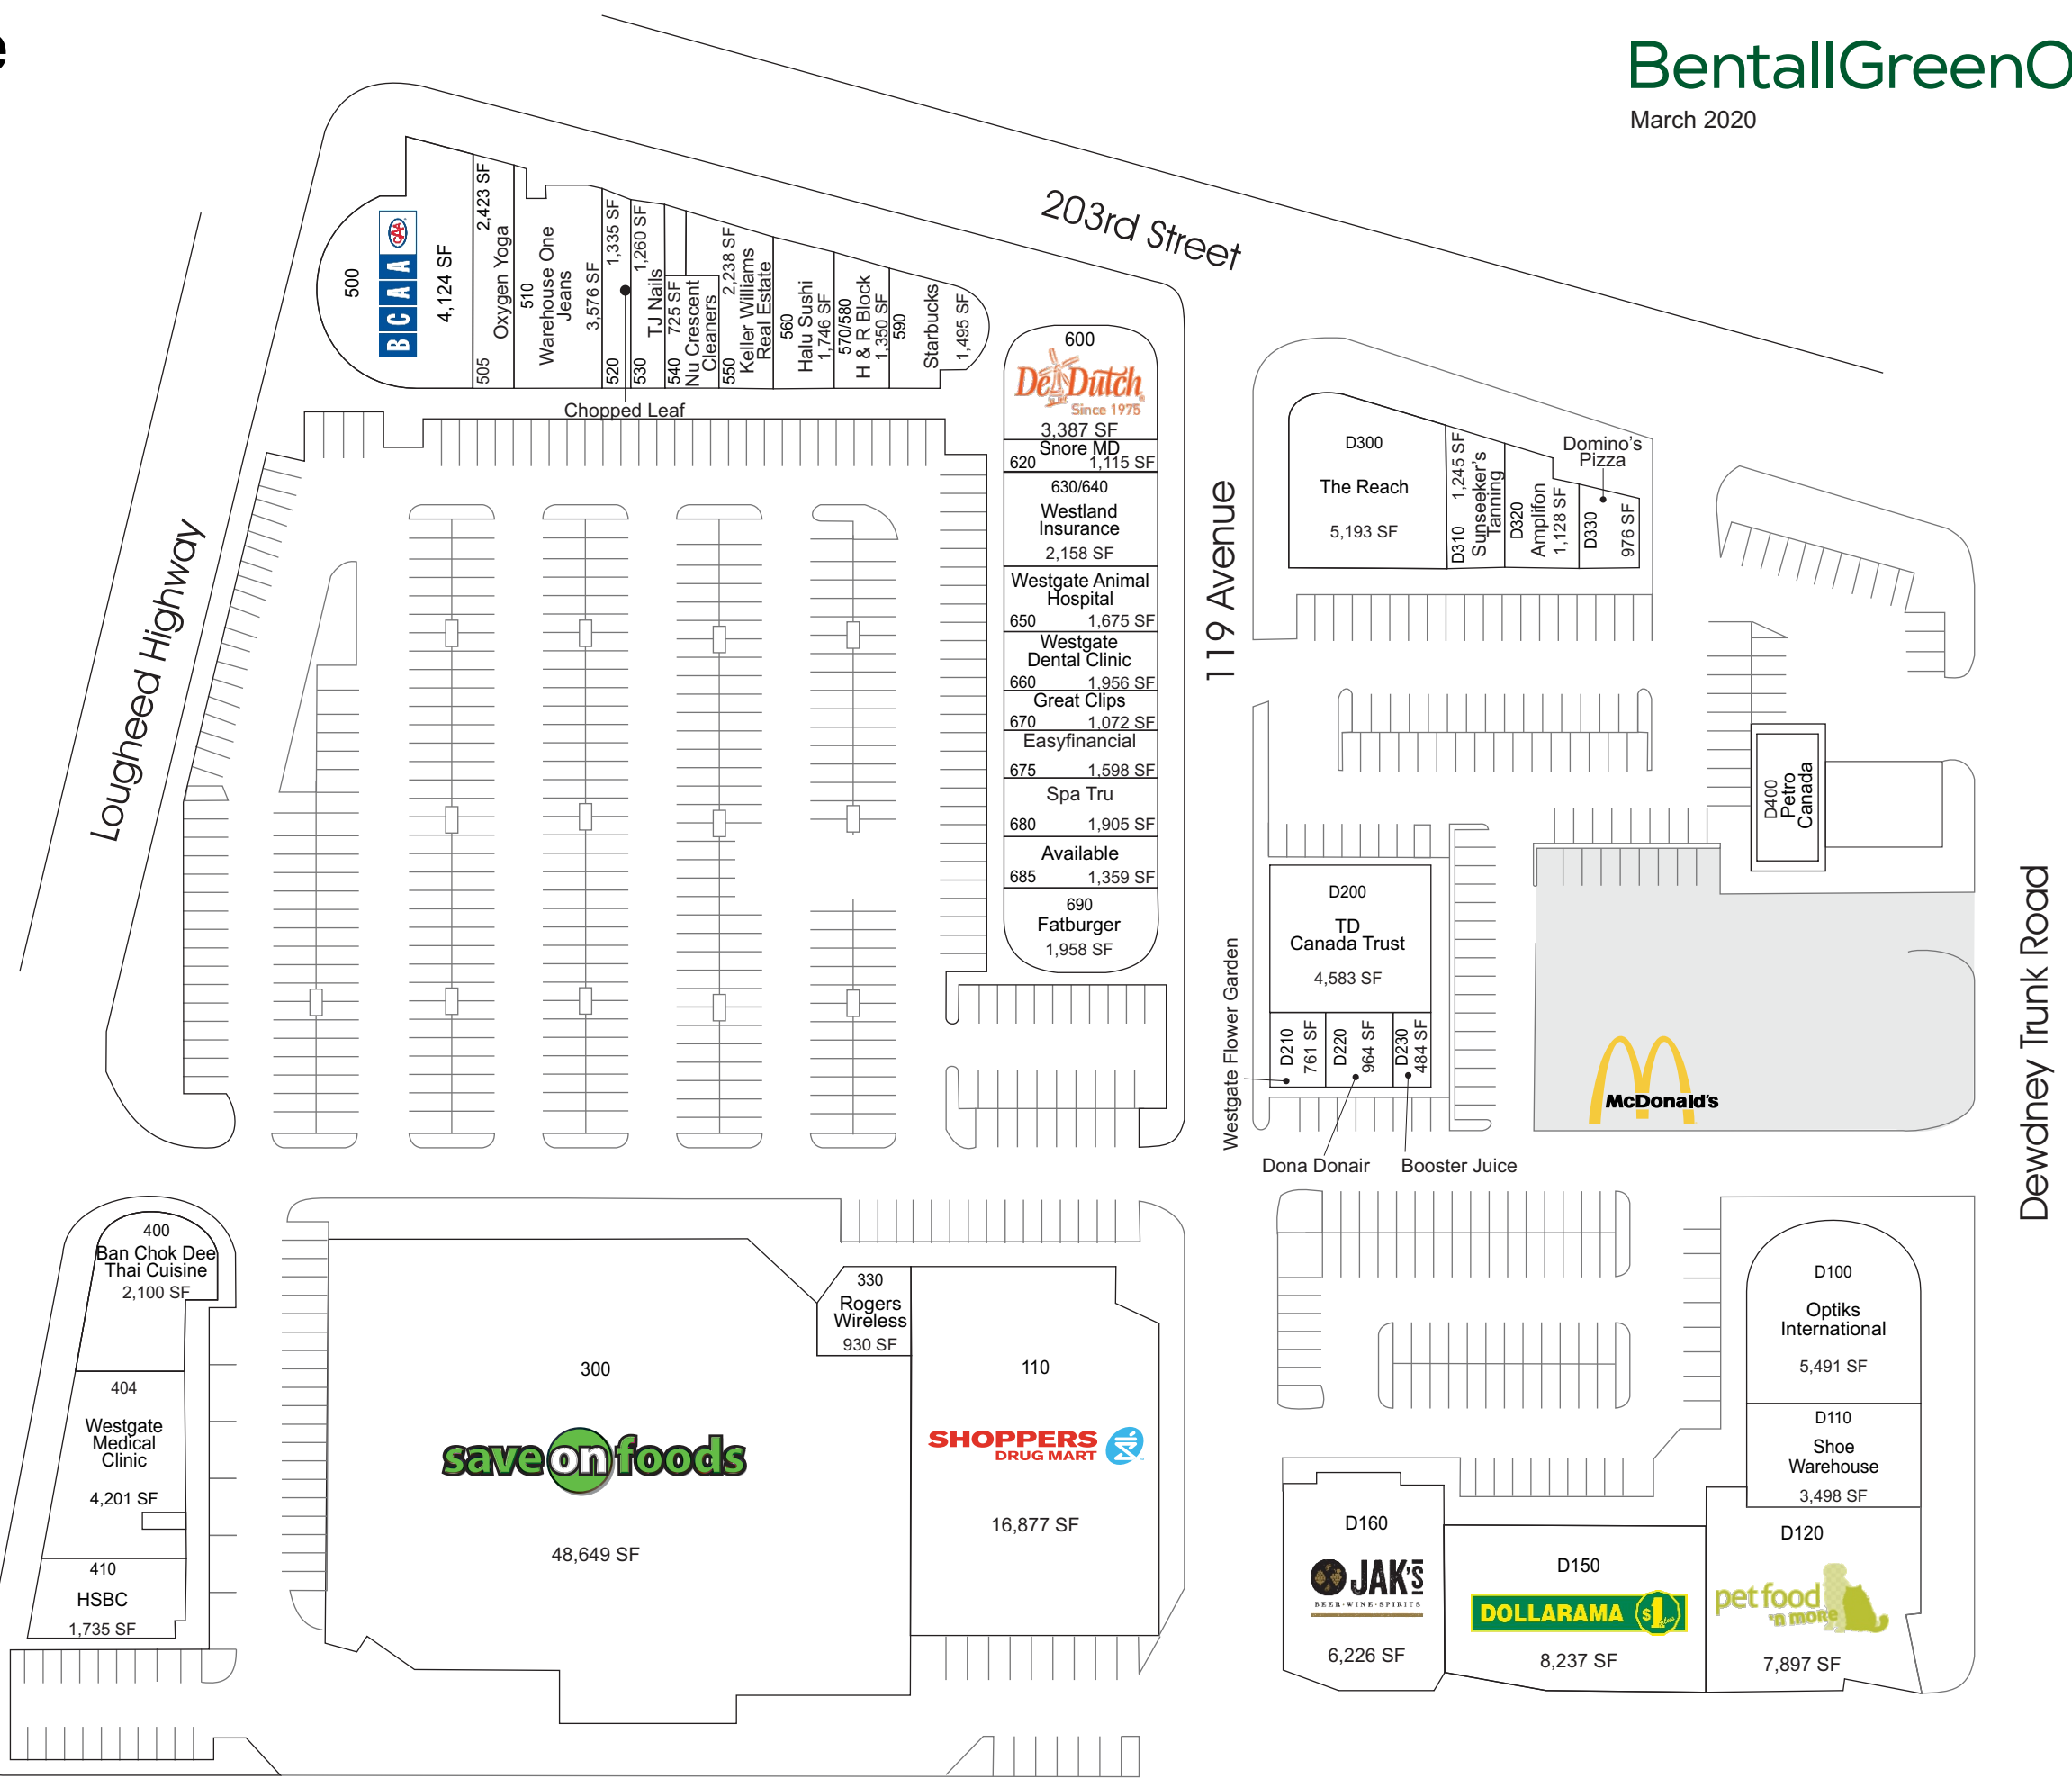 e
BentallGreenO
March 2020
203rd Street
Lougheed Highway
119 Avenue
Dewdney Trunk Road
500
BCAA
CAA
4,124 SF
505
Oxygen Yoga
2,423 SF
510
Warehouse One
Jeans
3,576 SF
520
1,335 SF
Chopped Leaf
530
TJ Nails
1,260 SF
540
725 SF
Nu Crescent
Cleaners
550
2,238 SF
Keller Williams
Real Estate
560
Halu Sushi
1,746 SF
570/580
H & R Block
1,350 SF
590
Starbucks
1,495 SF
600
De Dutch
Since 1975
3,387 SF
Snore MD
620 1,115 SF
630/640
Westland
Insurance
2,158 SF
Westgate Animal
Hospital
650 1,675 SF
Westgate
Dental Clinic
660 1,956 SF
Great Clips
670 1,072 SF
Easyfinancial
675 1,598 SF
Spa Tru
680 1,905 SF
Available
685 1,359 SF
690
Fatburger
1,958 SF
D300
The Reach
5,193 SF
D310
1,245 SF
Sunseeker's
Tanning
D320
Amplifon
1,128 SF
Domino's
Pizza
D330
976 SF
D400
Petro
Canada
D200
TD
Canada Trust
4,583 SF
D210
761 SF
D220
964 SF
D230
484 SF
Westgate Flower Garden
Dona Donair
Booster Juice
McDonald's
400
Ban Chok Dee
Thai Cuisine
2,100 SF
404
Westgate
Medical
Clinic
4,201 SF
410
HSBC
1,735 SF
300
save on foods
48,649 SF
330
Rogers
Wireless
930 SF
110
SHOPPERS
DRUG MART
16,877 SF
D100
Optiks
International
5,491 SF
D110
Shoe
Warehouse
3,498 SF
D120
pet food
'n more
7,897 SF
D150
DOLLARAMA $1 plus
8,237 SF
D160
JAK'S
BEER·WINE·SPIRITS
6,226 SF